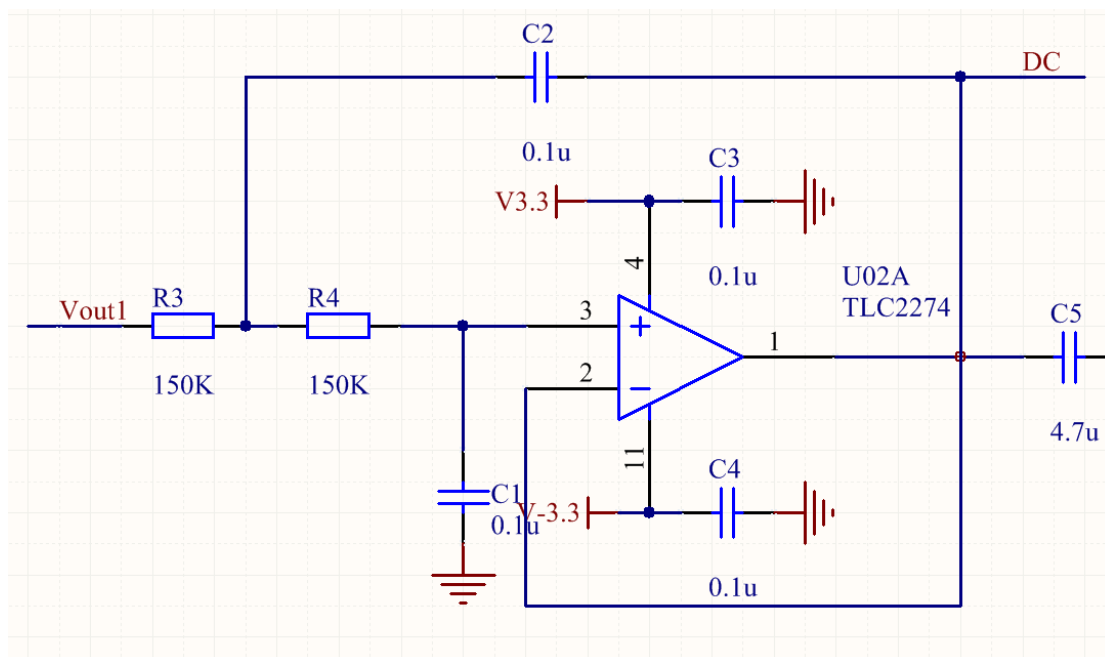 C2
DC
0.1u
C3
V3.3
4
0.1u
U02A
TLC2274
Vout1
R3
R4
3
+
1
C5
150K
150K
2
−
4.7u
11
C4
C1
0.1u
V-3.3
0.1u